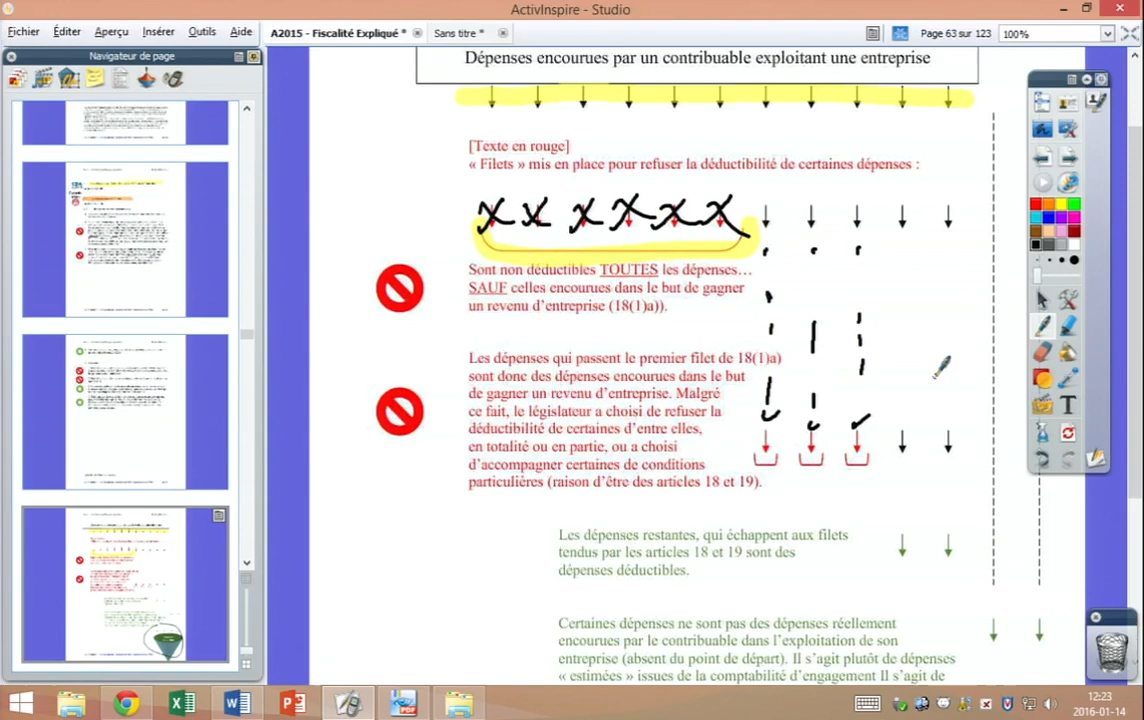 ActivInspire - Studio
Fichier Éditer Aperçu Insérer Outils Aide
A2015 - Fiscalité Expliqué *
Sans titre *
Page 63 sur 123
100%
Navigateur de page
Dépenses encourues par un contribuable exploitant une entreprise
[Texte en rouge]
« Filets » mis en place pour refuser la déductibilité de certaines dépenses :
x x x x x x
Sont non déductibles TOUTES les dépenses…
SAUF celles encourues dans le but de gagner
un revenu d’entreprise (18(1)a)).
Les dépenses qui passent le premier filet de 18(1)a)
sont donc des dépenses encourues dans le but
de gagner un revenu d’entreprise. Malgré
ce fait, le législateur a choisi de refuser la
déductibilité de certaines d’entre elles,
en totalité ou en partie, ou a choisi
d’accompagner certaines de conditions
particulières (raison d’être des articles 18 et 19).
Les dépenses restantes, qui échappent aux filets
tendus par les articles 18 et 19 sont des
dépenses déductibles.
Certaines dépenses ne sont pas des dépenses réellement
encourues par le contribuable dans l’exploitation de son
entreprise (absent du point de départ). Il s’agit plutôt de dépenses
« estimées » issues de la comptabilité d’engagement Il s’agit de
12:23
2016-01-14